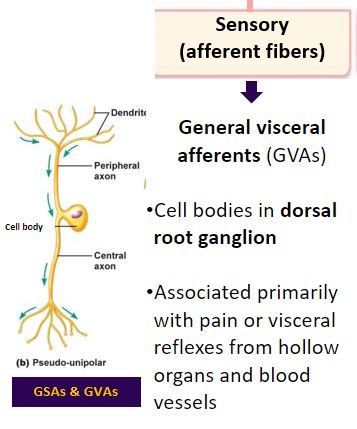 Sensory
(afferent fibers)
General visceral
afferents (GVAs)
•Cell bodies in dorsal
root ganglion
•Associated primarily
with pain or visceral
reflexes from hollow
organs and blood
vessels
Dendrite
Peripheral
axon
Cell body
Central
axon
(b) Pseudo-unipolar
GSAs & GVAs